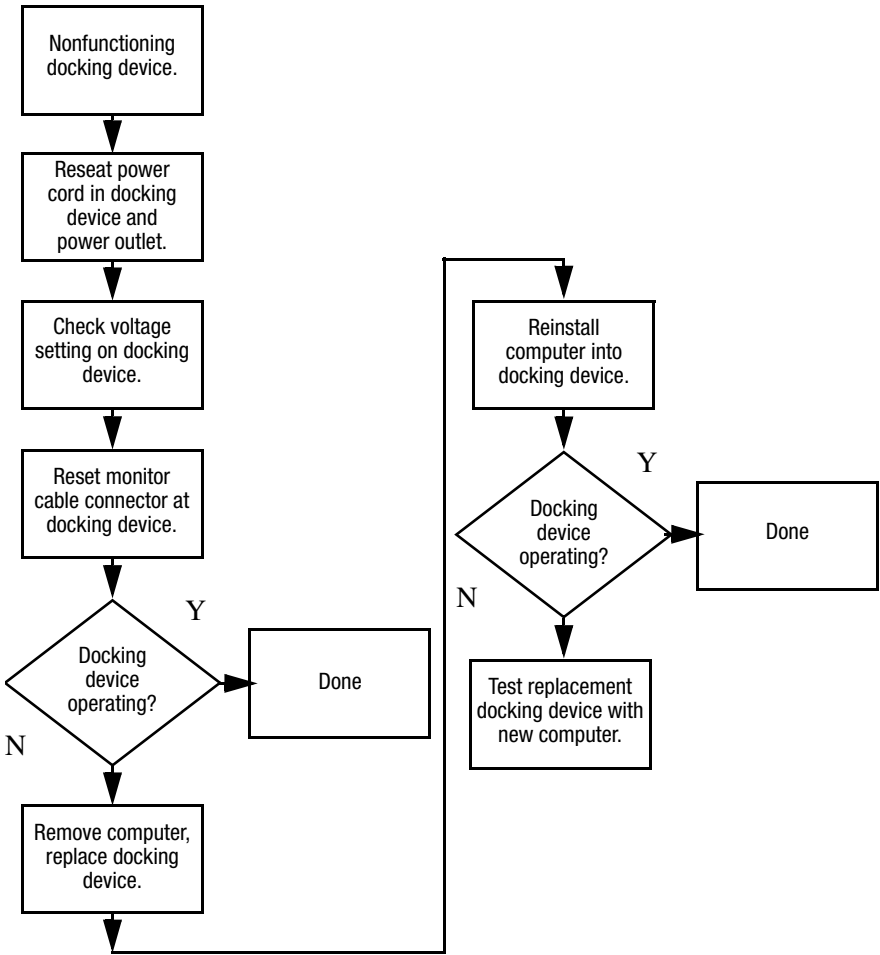 Nonfunctioning
docking device.
Reseat power
cord in docking
device and
power outlet.
Check voltage
setting on docking
device.
Reset monitor
cable connector at
docking device.
Docking
device
operating?
Y
N
Done
Remove computer,
replace docking
device.
Reinstall
computer into
docking device.
Docking
device
operating?
Y
N
Done
Test replacement
docking device with
new computer.